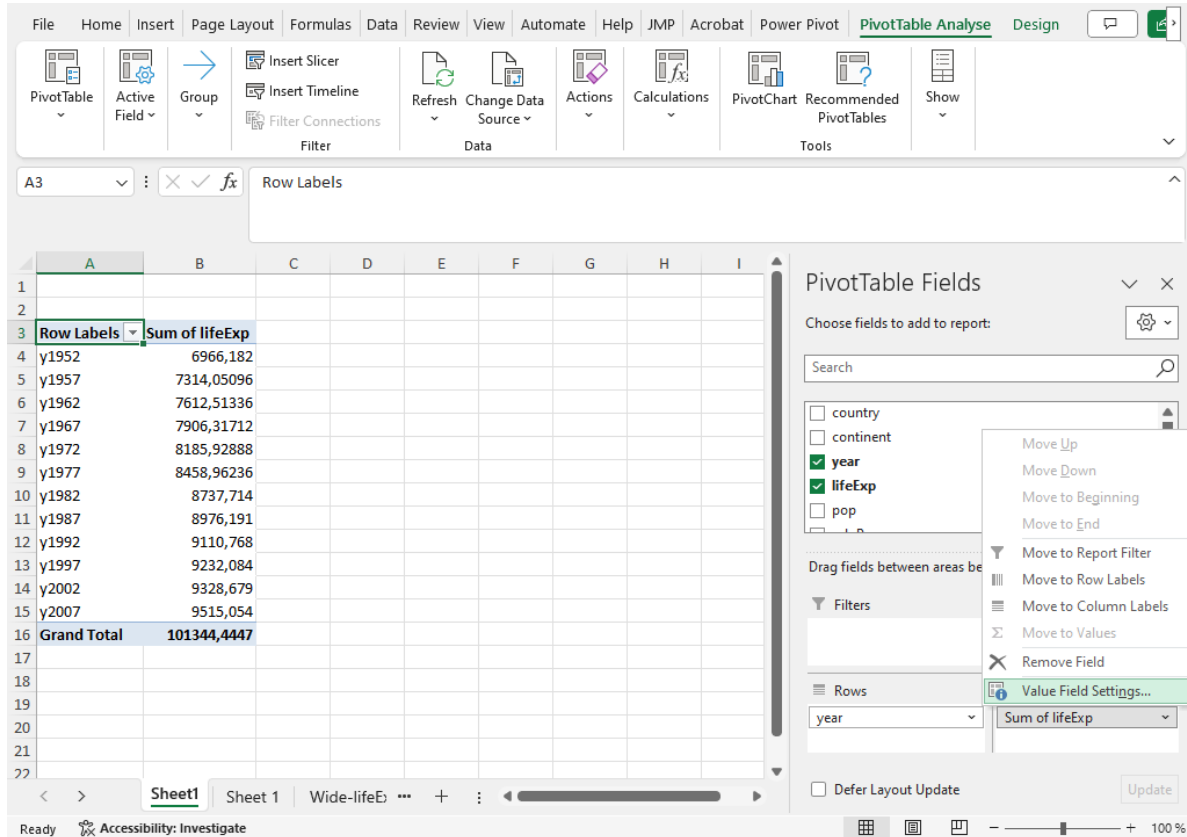 File Home Insert Page Layout Formulas Data Review View Automate Help JMP Acrobat Power Pivot PivotTable Analyse Design
PivotTable
Active Field
Group
Insert Slicer
Insert Timeline
Filter Connections
Filter
Refresh
Change Data Source
Data
Actions
Calculations
PivotChart
Recommended PivotTables
Tools
Show
A3 fx Row Labels
A B C D E F G H I
1
2
3 Row Labels Sum of lifeExp
4 y1952 6966,182
5 y1957 7314,05096
6 y1962 7612,51336
7 y1967 7906,31712
8 y1972 8185,92888
9 y1977 8458,96236
10 y1982 8737,714
11 y1987 8976,191
12 y1992 9110,768
13 y1997 9232,084
14 y2002 9328,679
15 y2007 9515,054
16 Grand Total 101344,4447
17
18
19
20
21
22
PivotTable Fields
Choose fields to add to report:
Search
country
continent
year
lifeExp
pop
Drag fields between areas be
Filters
Rows
year
Sum of lifeExp
Move Up
Move Down
Move to Beginning
Move to End
Move to Report Filter
Move to Row Labels
Move to Column Labels
Σ Move to Values
Remove Field
Value Field Settings...
Defer Layout Update
Update
Sheet1 Sheet 1 Wide-lifeE
Ready Accessibility: Investigate
100 %